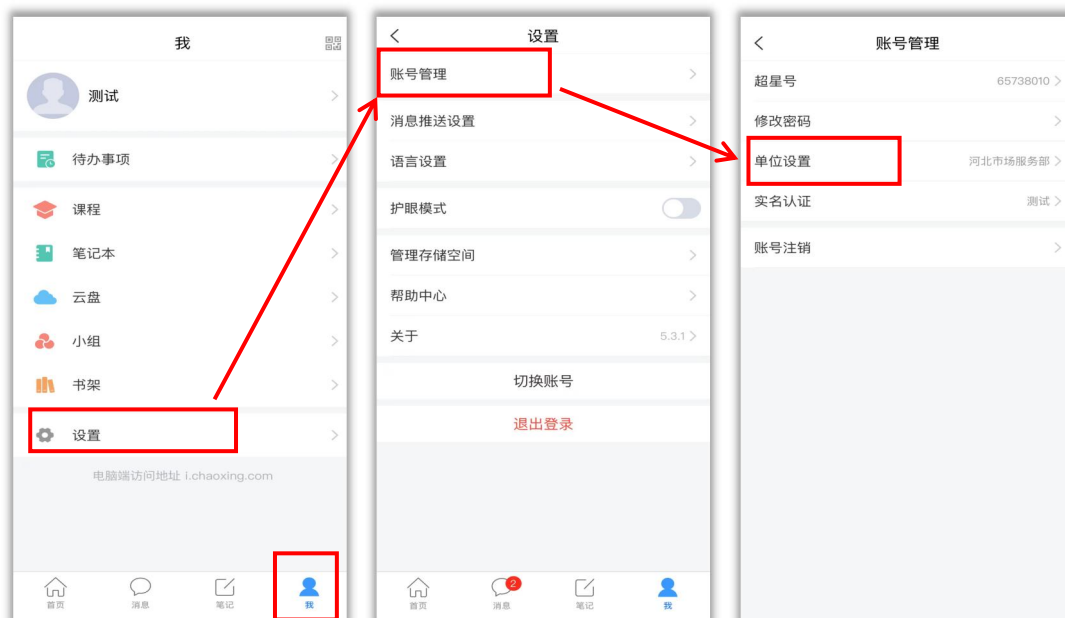 我
测试
待办事项
课程
笔记本
云盘
小组
书架
设置
电脑端访问地址 i.chaoxing.com
首页
消息
笔记
我
设置
账号管理
消息推送设置
语言设置
护眼模式
管理存储空间
帮助中心
关于 5.3.1
切换账号
退出登录
2
首页
消息
笔记
我
账号管理
超星号 65738010
修改密码
单位设置 河北市场服务部
实名认证 测试
账号注销